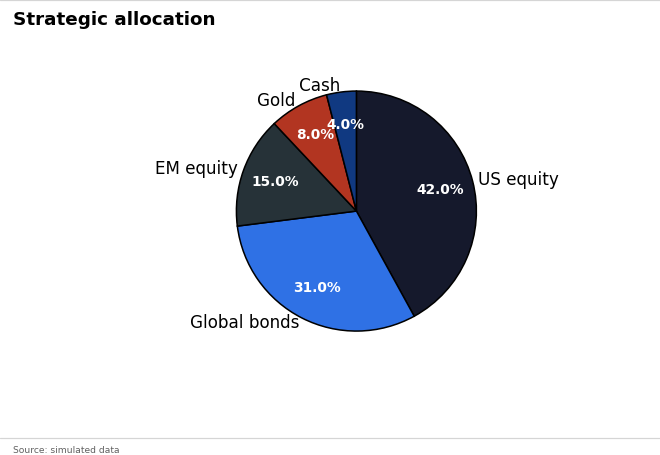 Strategic allocation
Cash
Gold
4.0%
8.0%
EM equity
15.0%
US equity
42.0%
31.0%
Global bonds
Source: simulated data